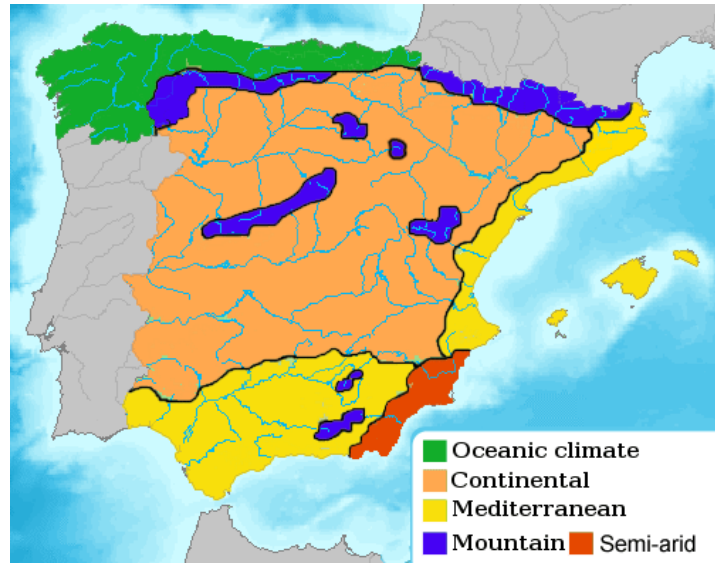 Oceanic climate
Continental
Mediterranean
Mountain Semi-arid